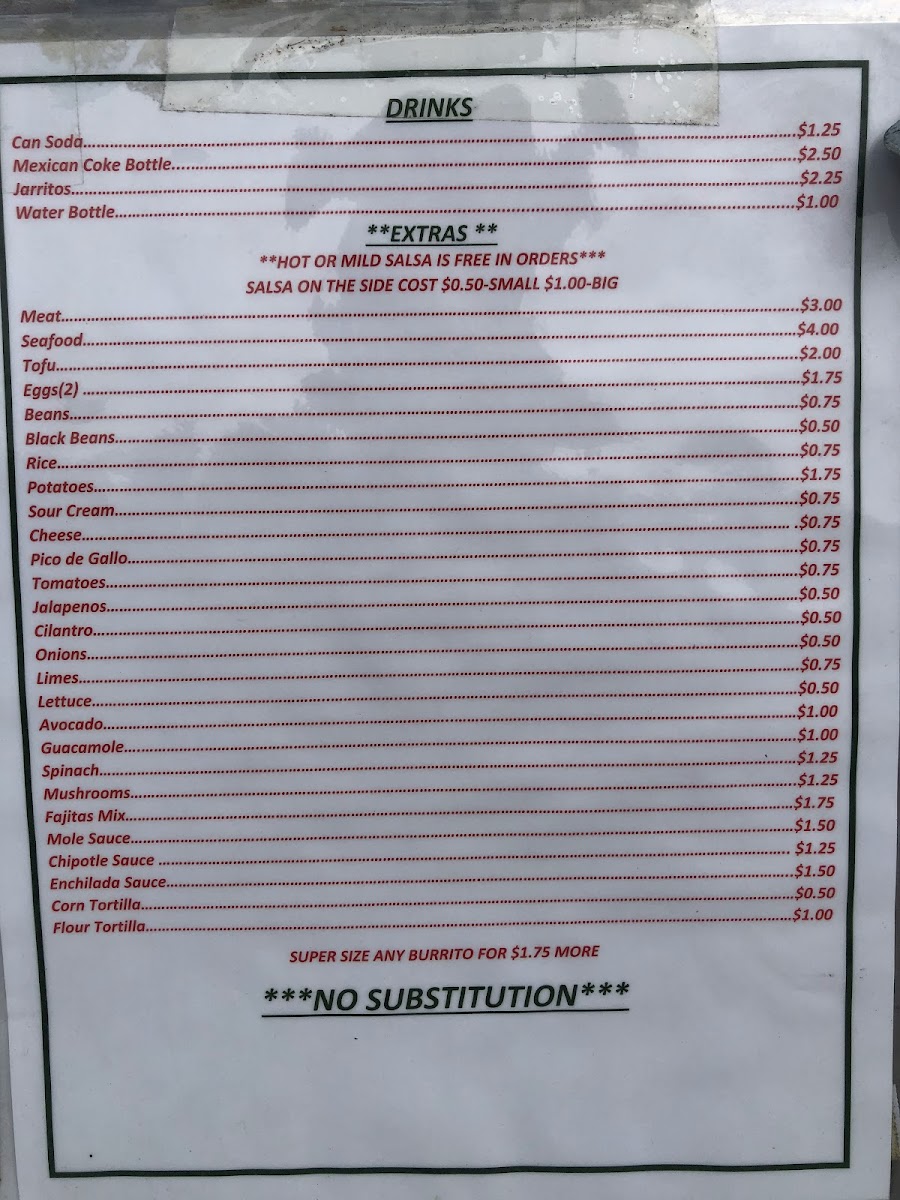 DRINKS
Can Soda........$1.25
Mexican Coke Bottle........$2.50
Jarritos........$2.25
Water Bottle........$1.00
**EXTRAS **
**HOT OR MILD SALSA IS FREE IN ORDERS***
SALSA ON THE SIDE COST $0.50-SMALL $1.00-BIG
Meat........$3.00
Seafood........$4.00
Tofu........$2.00
Eggs(2) ........$1.75
Beans........$0.75
Black Beans........$0.50
Rice........$0.75
Potatoes........$1.75
Sour Cream........$0.75
Cheese........$0.75
Pico de Gallo........$0.75
Tomatoes........$0.75
Jalapenos........$0.50
Cilantro........$0.50
Onions........$0.50
Limes........$0.75
Lettuce........$0.50
Avocado........$1.00
Guacamole........$1.00
Spinach........$1.25
Mushrooms........$1.25
Fajitas Mix........$1.75
Mole Sauce........$1.50
Chipotle Sauce ........ $1.25
Enchilada Sauce........$1.50
Corn Tortilla........$0.50
Flour Tortilla........$1.00
SUPER SIZE ANY BURRITO FOR $1.75 MORE
***NO SUBSTITUTION***